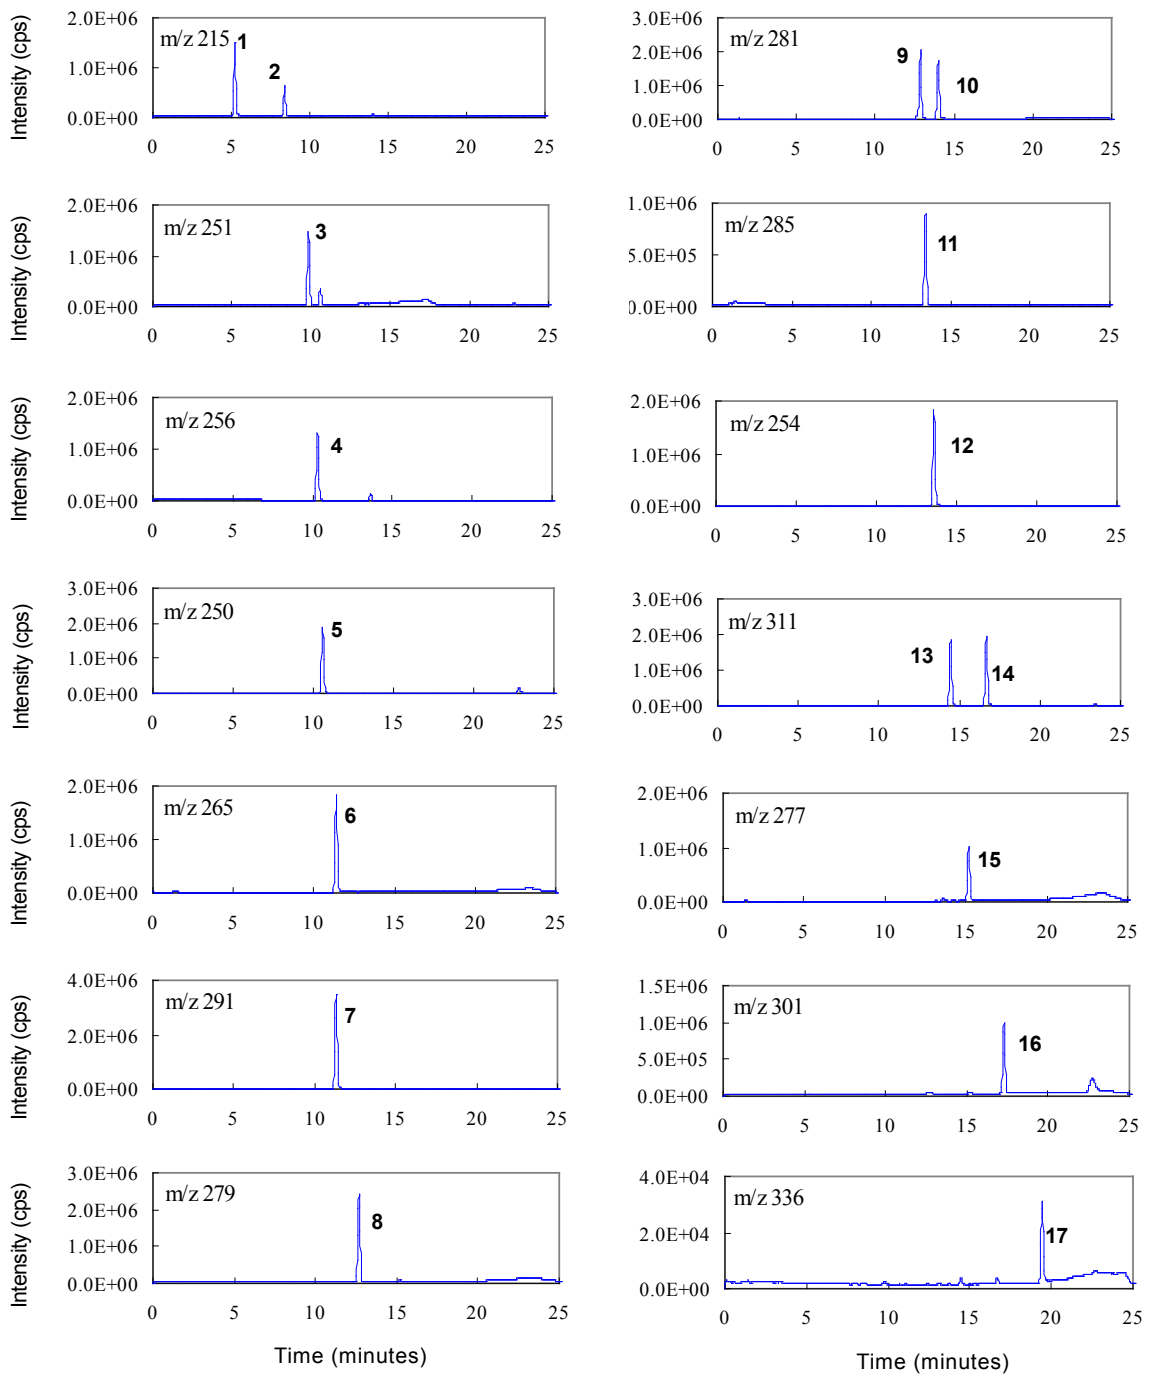 Intensity (cps)
2.0E+06
1.0E+06
0.0E+00
m/z 215
1
2
0 5 10 15 20 25
3.0E+06
2.0E+06
1.0E+06
0.0E+00
m/z 281
9
10
0 5 10 15 20 25
Intensity (cps)
2.0E+06
1.0E+06
0.0E+00
m/z 251
3
0 5 10 15 20 25
1.0E+06
5.0E+05
0.0E+00
m/z 285
11
0 5 10 15 20 25
Intensity (cps)
2.0E+06
1.0E+06
0.0E+00
m/z 256
4
0 5 10 15 20 25
2.0E+06
1.0E+06
0.0E+00
m/z 254
12
0 5 10 15 20 25
Intensity (cps)
3.0E+06
2.0E+06
1.0E+06
0.0E+00
m/z 250
5
0 5 10 15 20 25
3.0E+06
2.0E+06
1.0E+06
0.0E+00
m/z 311
13
14
0 5 10 15 20 25
Intensity (cps)
2.0E+06
1.0E+06
0.0E+00
m/z 265
6
0 5 10 15 20 25
2.0E+06
1.0E+06
0.0E+00
m/z 277
15
0 5 10 15 20 25
Intensity (cps)
4.0E+06
2.0E+06
0.0E+00
m/z 291
7
0 5 10 15 20 25
1.5E+06
1.0E+06
5.0E+05
0.0E+00
m/z 301
16
0 5 10 15 20 25
Intensity (cps)
3.0E+06
2.0E+06
1.0E+06
0.0E+00
m/z 279
8
0 5 10 15 20 25
Time (minutes)
4.0E+04
2.0E+04
0.0E+00
m/z 336
17
0 5 10 15 20 25
Time (minutes)